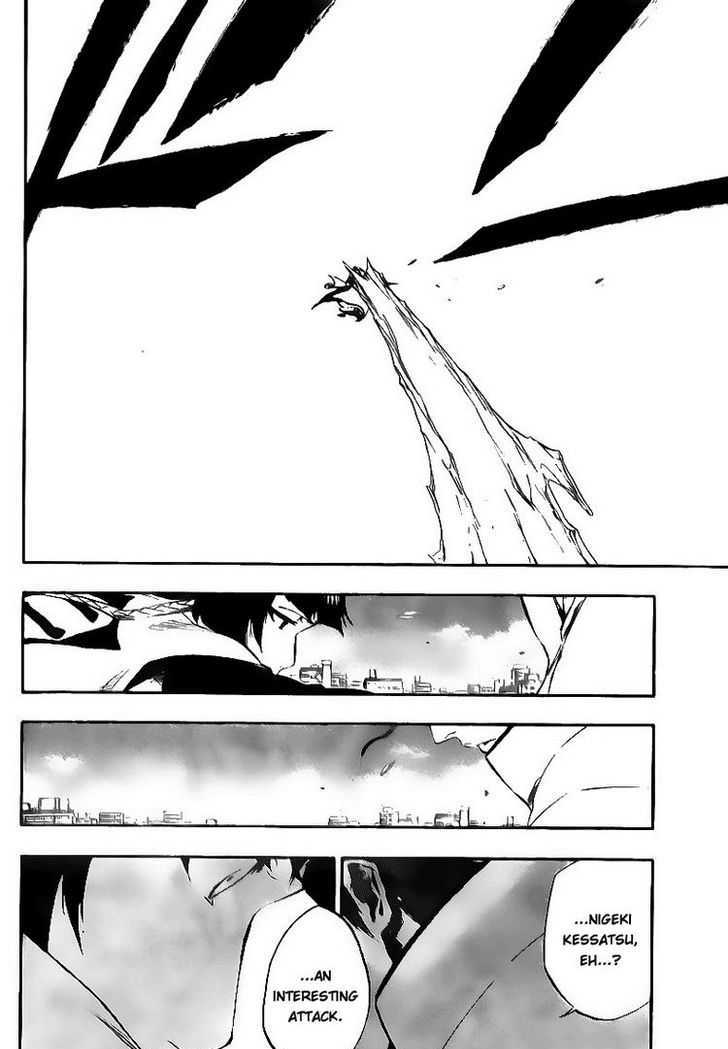 ...NIGEKI
KESSATSU,
EH...?
...AN
INTERESTING
ATTACK.